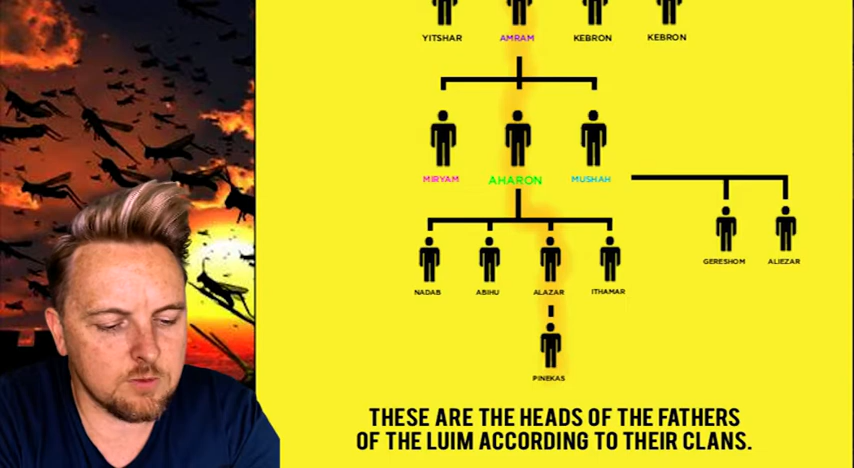 YITSHAR AMRAM KEBRON KEBRON
MIRYAM AHARON MUSHAH
GERESHOM ALIEZAR
NADAB ABIHU ALAZAR ITHAMAR
PINEKAS
THESE ARE THE HEADS OF THE FATHERS
OF THE LUIM ACCORDING TO THEIR CLANS.